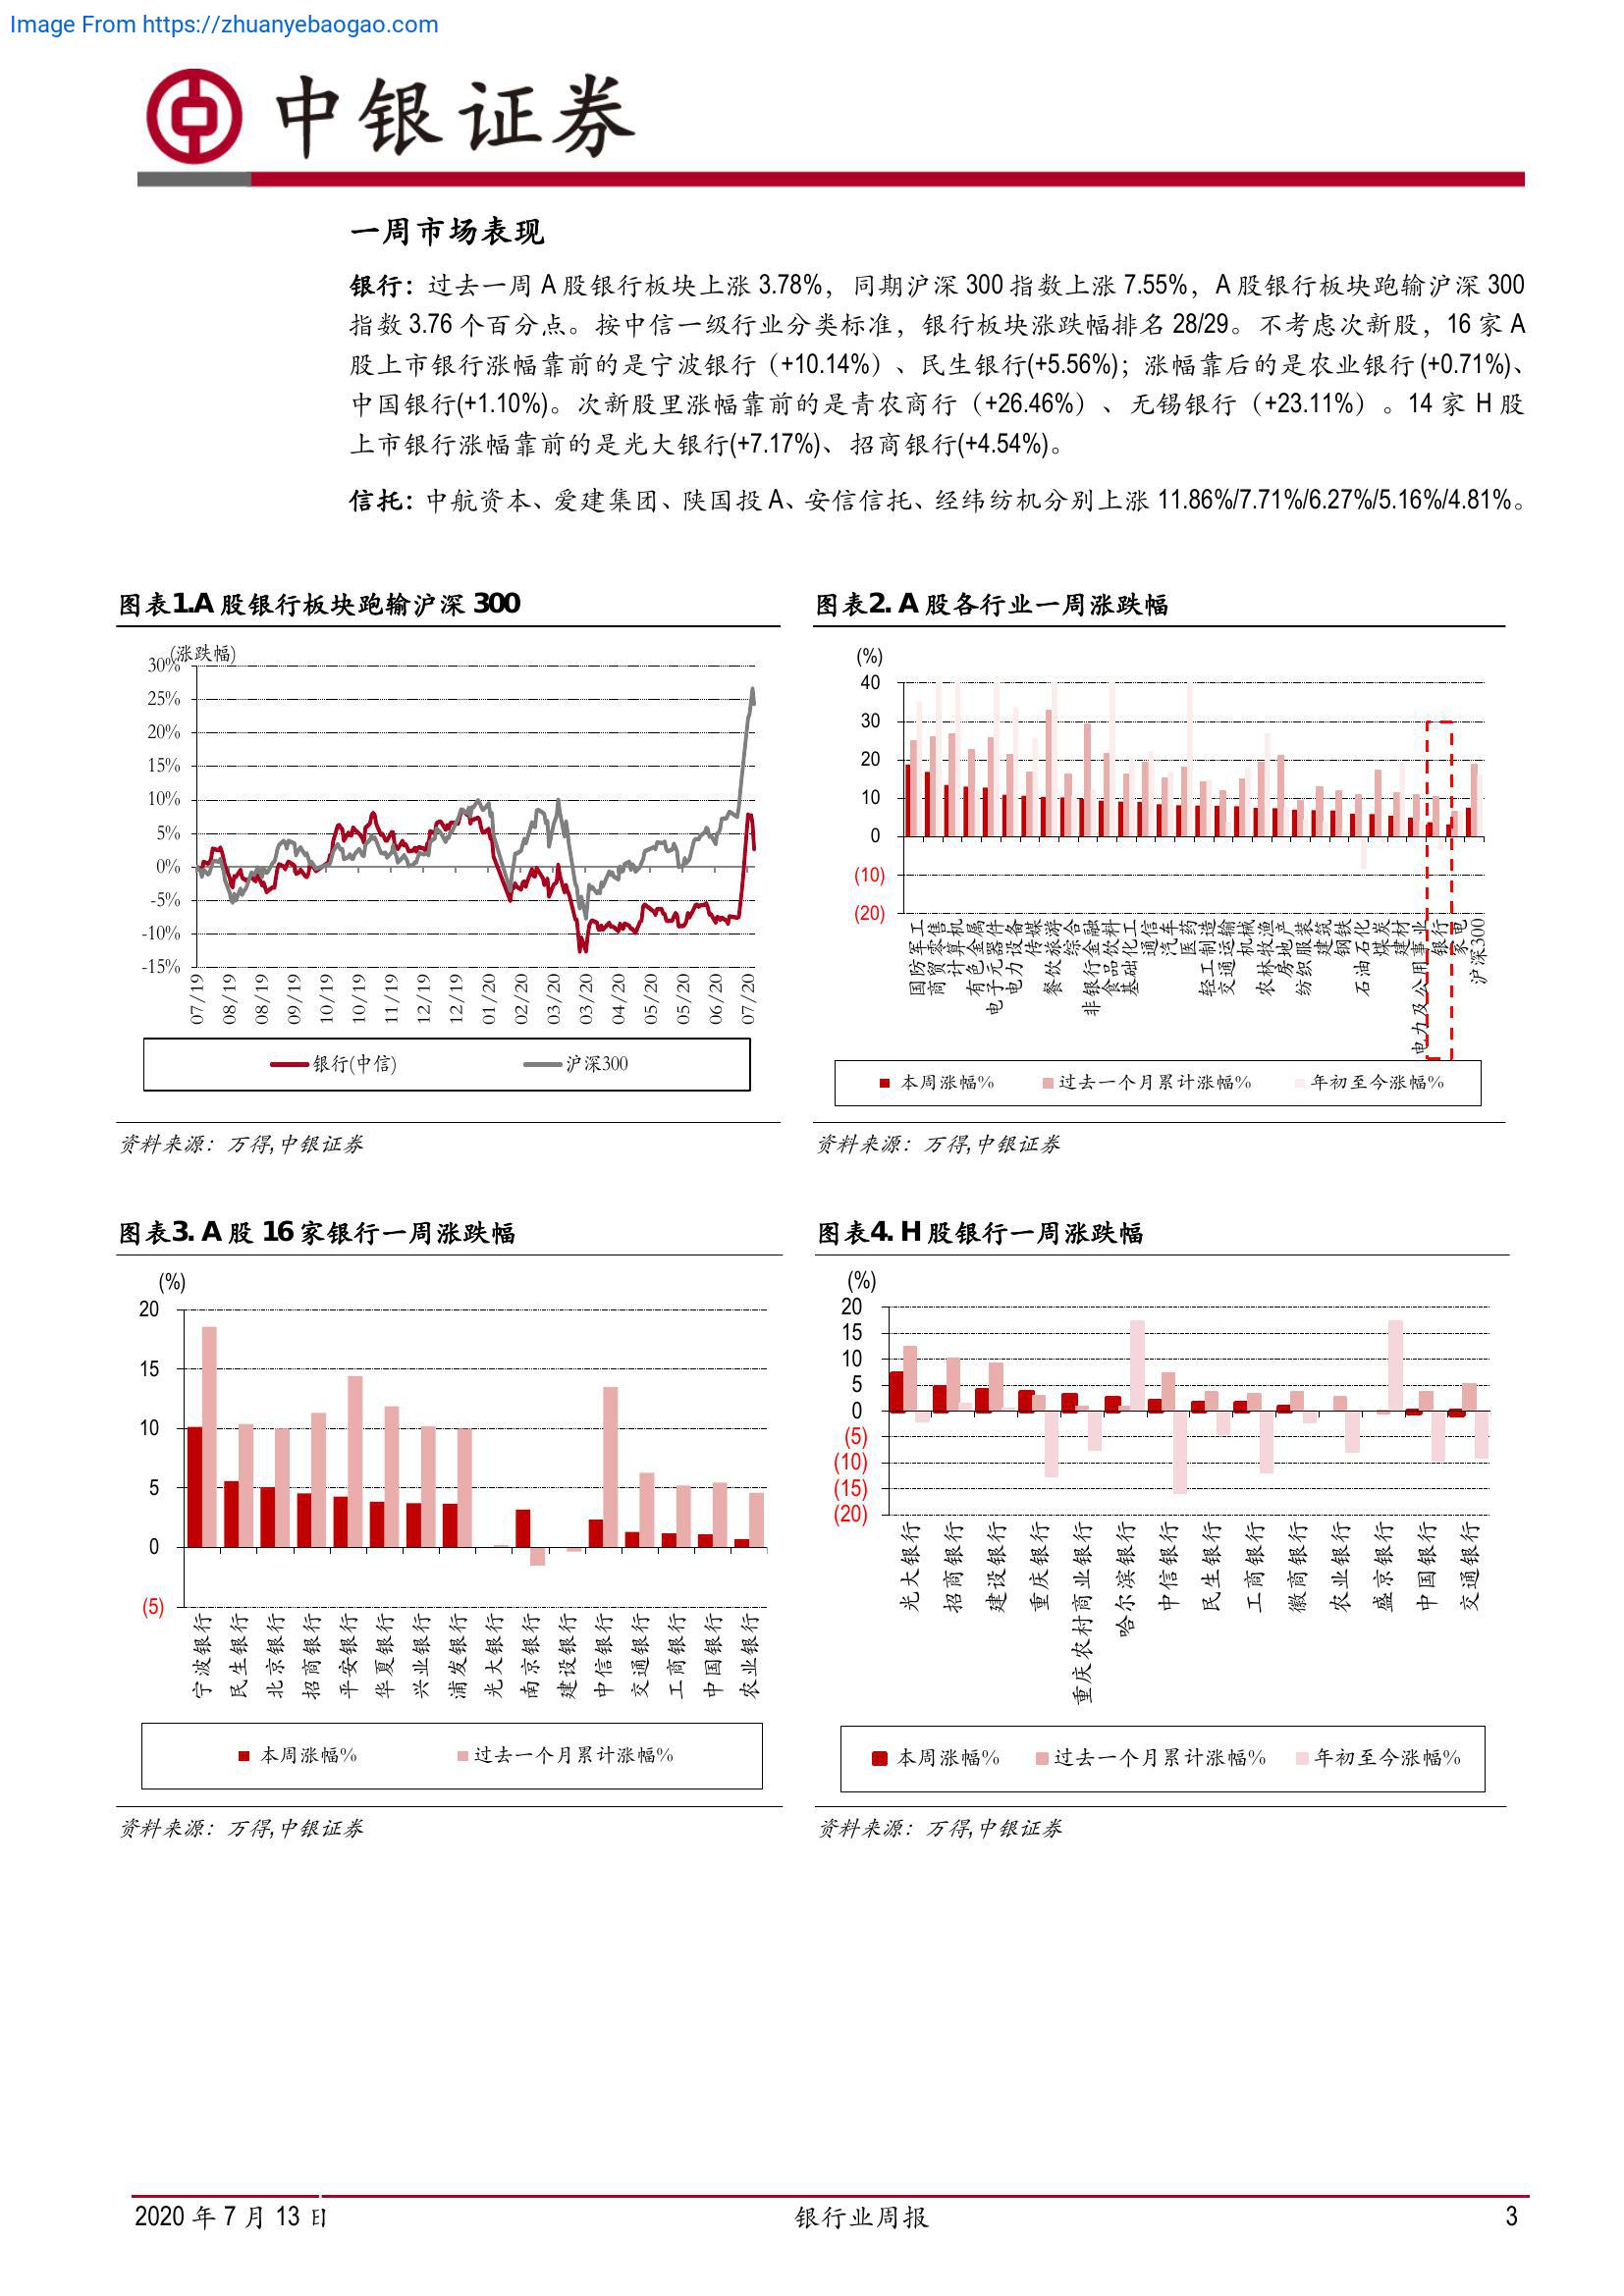 Image From https://zhuanyebaogao.com
中银证券
一周市场表现
银行：过去一周 A 股银行板块上涨 3.78%，同期沪深 300 指数上涨 7.55%，A 股银行板块跑输沪深 300
指数 3.76 个百分点。按中信一级行业分类标准，银行板块涨跌幅排名 28/29。不考虑次新股，16 家 A
股上市银行涨幅靠前的是宁波银行（+10.14%）、民生银行(+5.56%)；涨幅靠后的是农业银行 (+0.71%)、
中国银行(+1.10%)。次新股里涨幅靠前的是青农商行（+26.46%）、无锡银行（+23.11%）。14 家 H 股
上市银行涨幅靠前的是光大银行(+7.17%)、招商银行(+4.54%)。
信托：中航资本、爱建集团、陕国投 A、安信信托、经纬纺机分别上涨 11.86%/7.71%/6.27%/5.16%/4.81%。
图表1.A 股银行板块跑输沪深 300
(涨跌幅)
30%
25%
20%
15%
10%
5%
0%
-5%
-10%
-15%
07/19
08/19
08/19
09/19
10/19
10/19
11/19
12/19
12/19
01/20
02/20
03/20
03/20
04/20
05/20
05/20
06/20
07/20
银行(中信)
沪深300
资料来源：万得,中银证券
图表2. A 股各行业一周涨跌幅
(%)
40
30
20
10
0
(10)
(20)
国防军工
商贸零售
计算机
有色金属
电子元器件
电力设备
传媒
餐饮旅游
综合
非银行金融
食品饮料
基础化工
通信
汽车
医药
轻工制造
交通运输
机械
农林牧渔
房地产
纺织服装
建筑
钢铁
石油石化
煤炭
建材
电力及公用事业
银行
家电
沪深300
本周涨幅%
过去一个月累计涨幅%
年初至今涨幅%
资料来源：万得,中银证券
图表3. A 股 16 家银行一周涨跌幅
(%)
20
15
10
5
0
(5)
宁波银行
民生银行
北京银行
招商银行
平安银行
华夏银行
兴业银行
浦发银行
光大银行
南京银行
建设银行
中信银行
交通银行
工商银行
中国银行
农业银行
本周涨幅%
过去一个月累计涨幅%
资料来源：万得,中银证券
图表4. H 股银行一周涨跌幅
(%)
20
15
10
5
0
(5)
(10)
(15)
(20)
光大银行
招商银行
建设银行
重庆银行
重庆农村商业银行
哈尔滨银行
中信银行
民生银行
工商银行
徽商银行
农业银行
盛京银行
中国银行
交通银行
本周涨幅%
过去一个月累计涨幅%
年初至今涨幅%
资料来源：万得,中银证券
2020 年 7 月 13 日
银行业周报
3